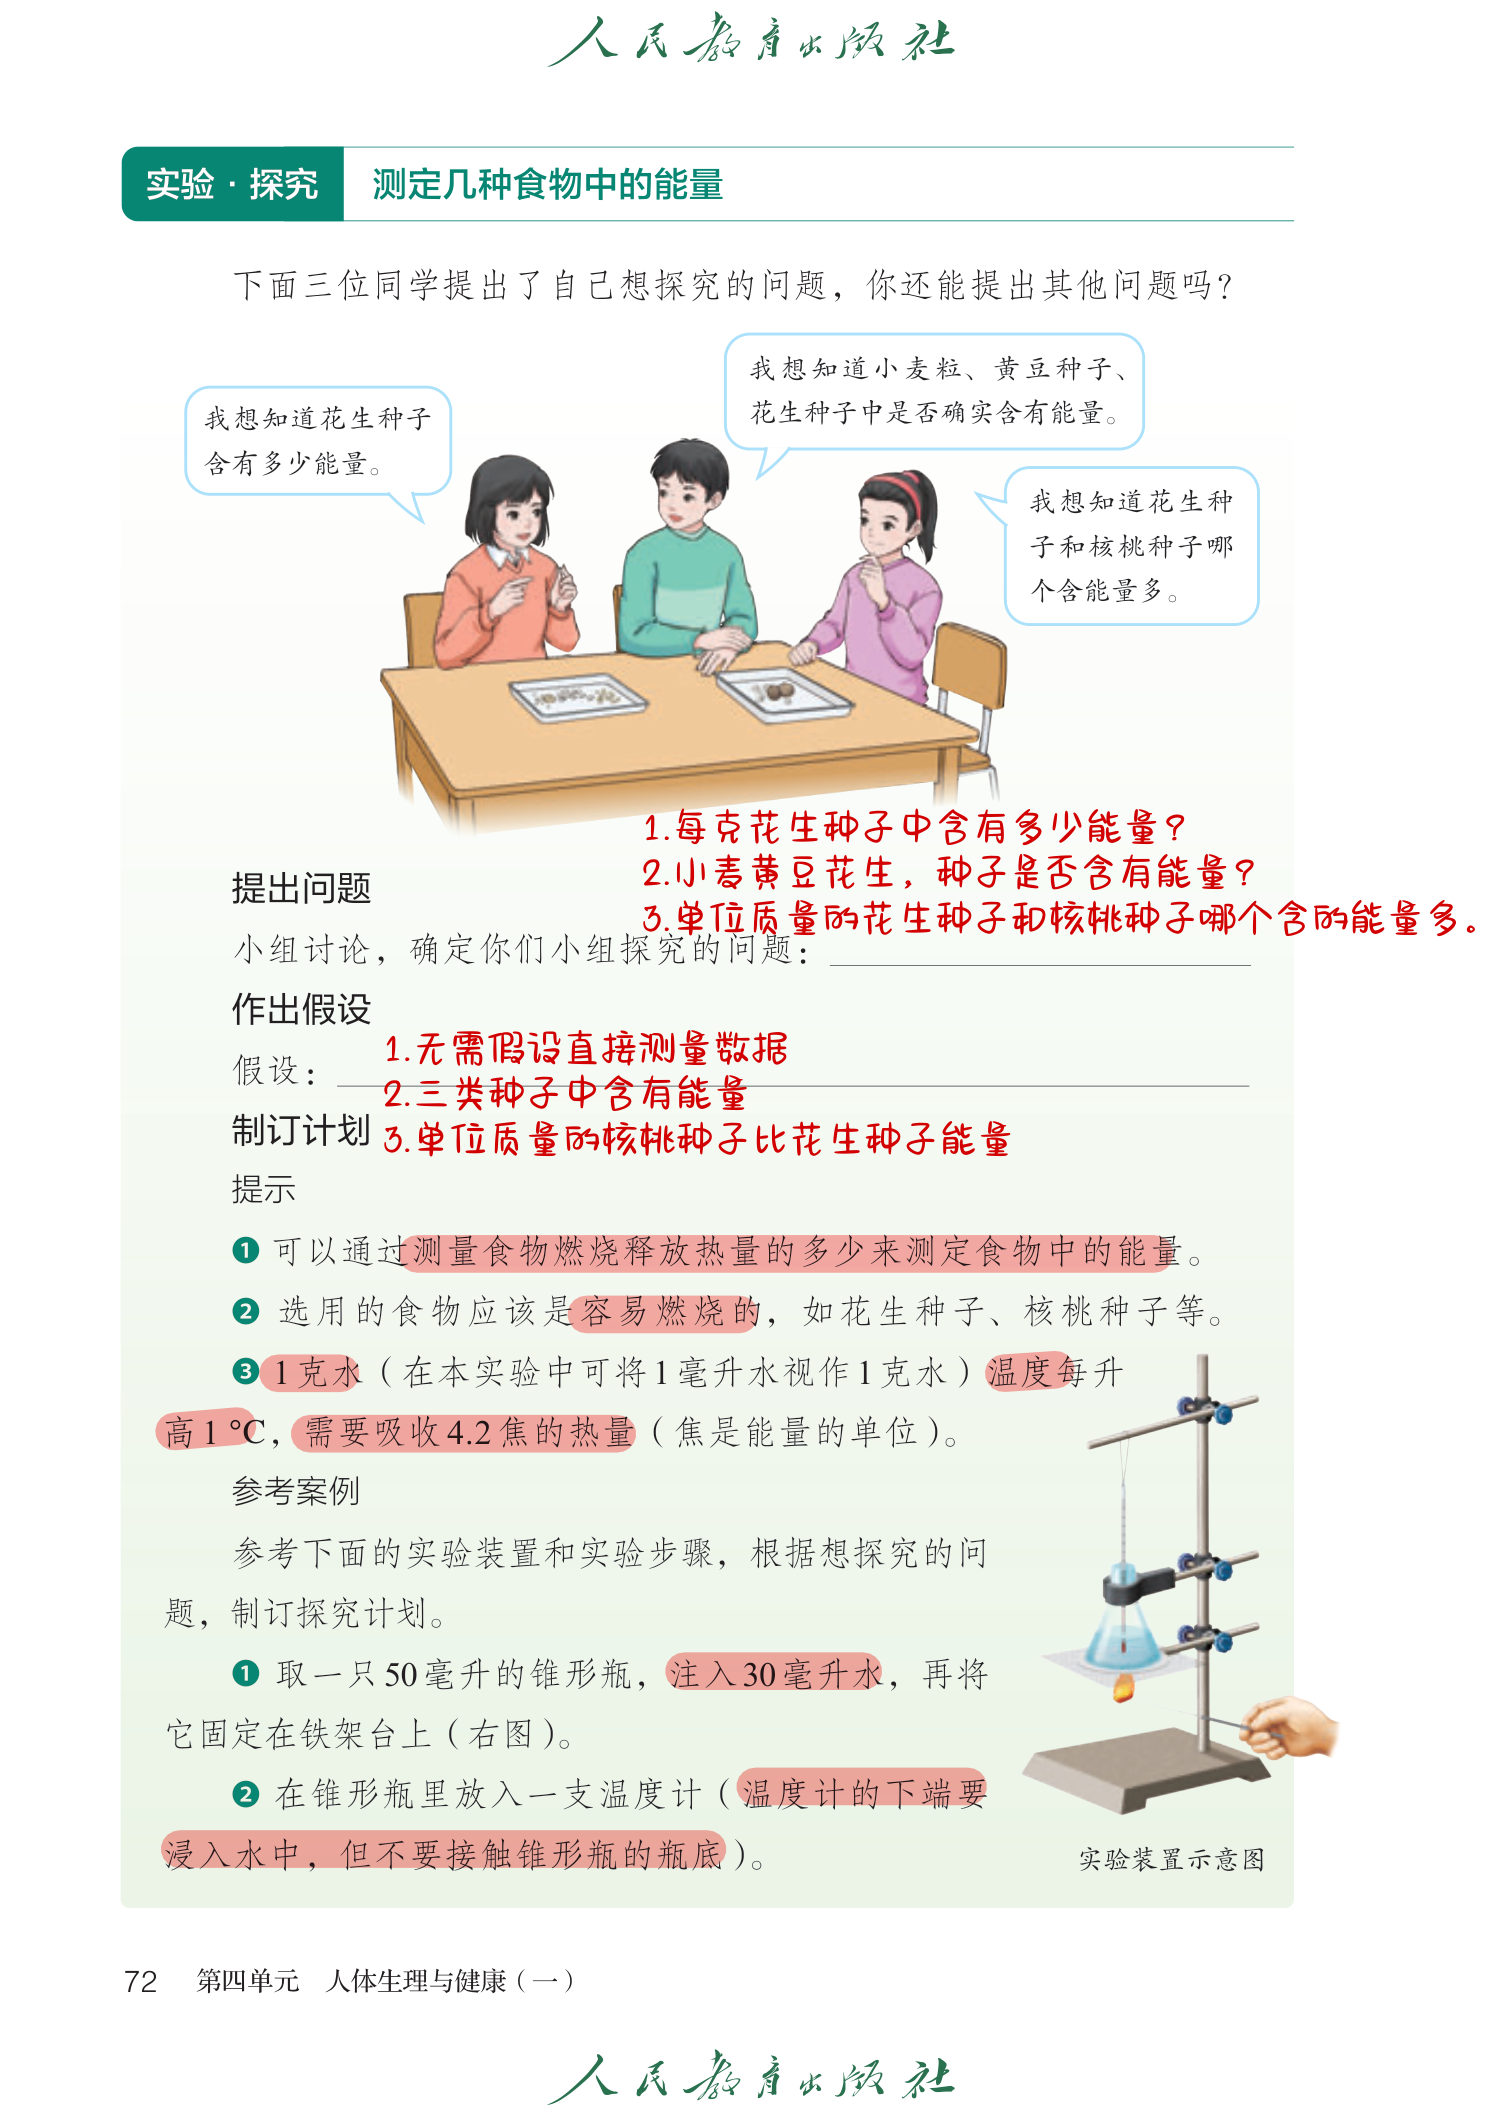 人民教育出版社
实验·探究 测定几种食物中的能量
下面三位同学提出了自己想探究的问题，你还能提出其他问题吗？
我想知道小麦粒、黄豆种子、
花生种子中是否确实含有能量。
我想知道花生种子
含有多少能量。
我想知道花生种
子和核桃种子哪
个含能量多。
1.每克花生种子中含有多少能量？
2.小麦黄豆花生，种子是否含有能量？
3.单位质量的花生种子和核桃种子哪个含的能量多。
提出问题
小组讨论，确定你们小组探究的问题：
作出假设
1.无需假设直接测量数据
假设：
2.三类种子中含有能量
制订计划
3.单位质量的核桃种子比花生种子能量
提示
❶ 可以通过测量食物燃烧释放热量的多少来测定食物中的能量。
❷ 选用的食物应该是容易燃烧的，如花生种子、核桃种子等。
❸ 1克水（在本实验中可将1毫升水视作1克水）温度每升
高1 ℃，需要吸收4.2焦的热量（焦是能量的单位）。
参考案例
参考下面的实验装置和实验步骤，根据想探究的问
题，制订探究计划。
❶ 取一只50毫升的锥形瓶，注入30毫升水，再将
它固定在铁架台上（右图）。
❷ 在锥形瓶里放入一支温度计（温度计的下端要
浸入水中，但不要接触锥形瓶的瓶底）。
实验装置示意图
72 第四单元 人体生理与健康（一）
人民教育出版社